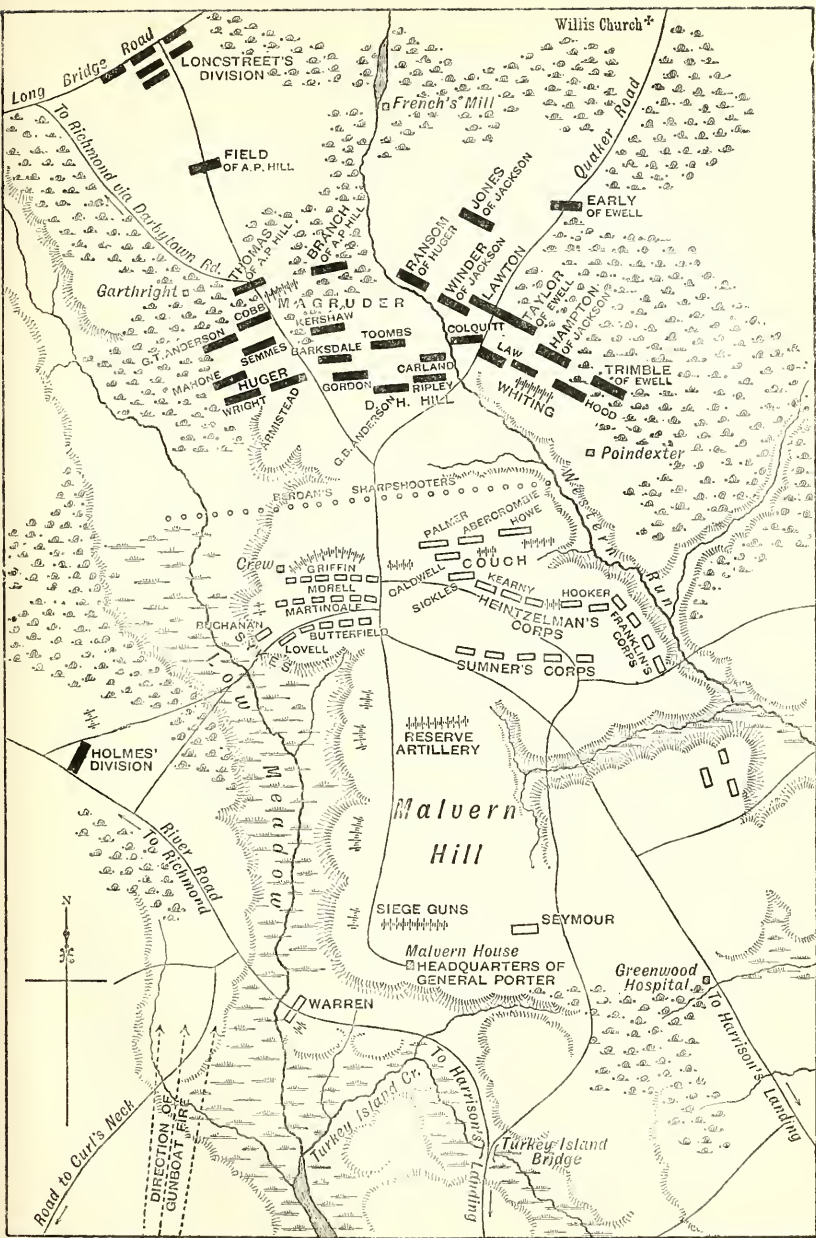 Willis Church
Long Bridge Road
LONGSTREET'S
DIVISION
To Richmond via Darbytown Rd.
French's Mill
Quaker Road
FIELD
OF A.P. HILL
JONES
OF JACKSON
EARLY
OF EWELL
THOMAS
OF A.P. HILL
BRANCH
OF A.P. HILL
RANSOM
OF HUGER
WINDER
OF JACKSON
LAWTON
TAYLOR
OF EWELL
HAMPTON
OF JACKSON
Garthright
MAGRUDER
COBB
KERSHAW
G.T. ANDERSON
SEMMES
BARKSDALE
TOOMBS
COLQUITT
LAW
TRIMBLE
OF EWELL
MAHONE
HUGER
WRIGHT
ARMISTEAD
GORDON
CARLAND
RIPLEY
D. H. HILL
G.B. ANDERSON
WHITING
HOOD
Poindexter
BERDAN'S SHARPSHOOTERS
Western Run
PALMER
ABERCROMBIE
HOWE
Crew
GRIFFIN
COUCH
MORELL
CALDWELL
SICKLES
KEARNY
HOOKER
MARTINDALE
HEINTZELMAN'S
CORPS
FRANKLIN'S
CORPS
BUCHANAN
SYKES
LOVELL
BUTTERFIELD
SUMNER'S CORPS
Low Meadow
HOLMES'
DIVISION
RESERVE
ARTILLERY
Malvern
Hill
River Road
To Richmond
N
SIEGE GUNS
SEYMOUR
Malvern House
HEADQUARTERS OF
GENERAL PORTER
Greenwood
Hospital
WARREN
To Harrison's Landing
To Harrison's Landing
Turkey Island Cr.
Turkey Island
Bridge
DIRECTION OF
GUNBOAT FIRE
Road to Curl's Neck